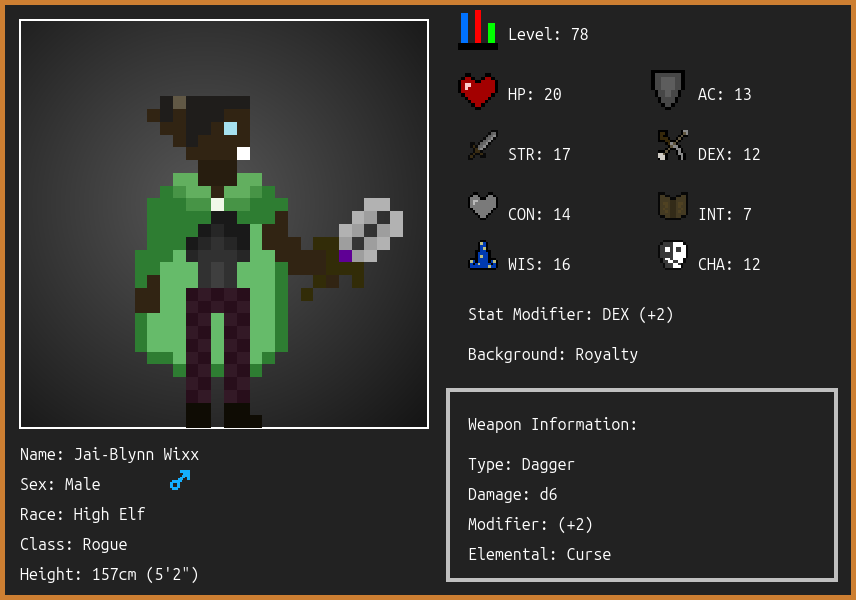 Level: 78
HP: 20
AC: 13
STR: 17
DEX: 12
CON: 14
INT: 7
WIS: 16
CHA: 12
Stat Modifier: DEX (+2)
Background: Royalty
Weapon Information:
Type: Dagger
Damage: d6
Modifier: (+2)
Elemental: Curse
Name: Jai-Blynn Wixx
Sex: Male
Race: High Elf
Class: Rogue
Height: 157cm (5'2")